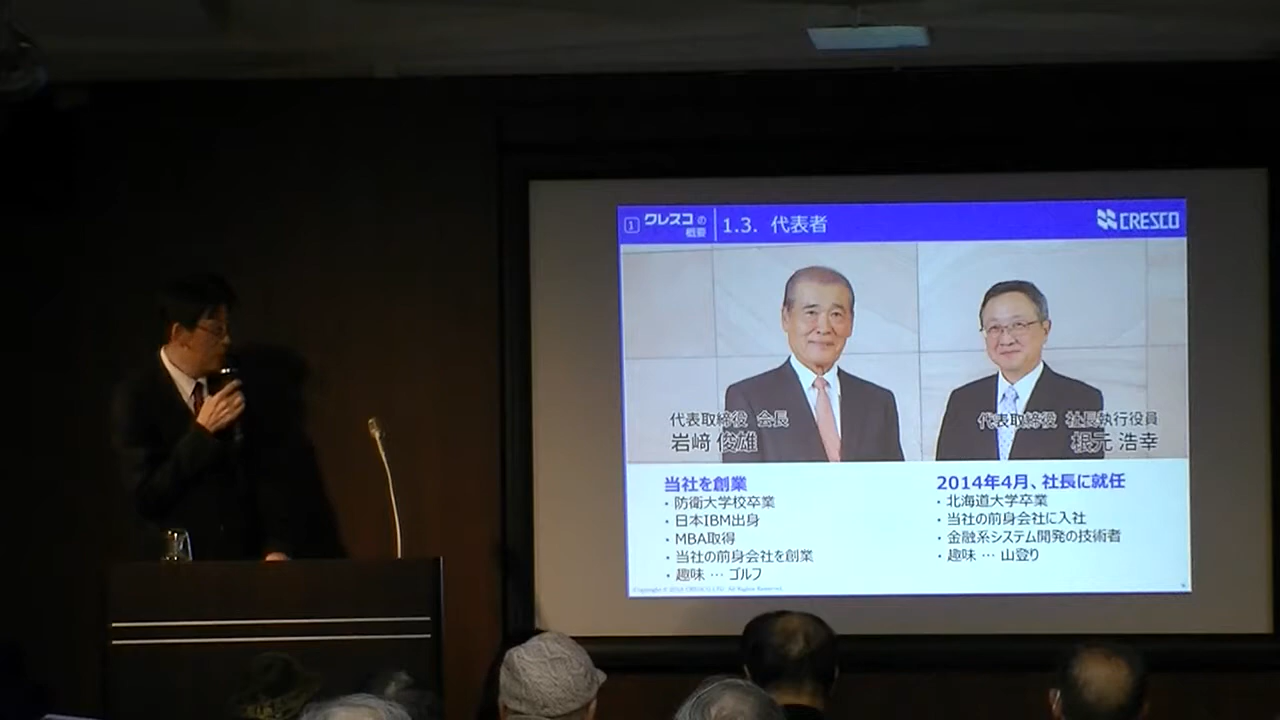 1 クレスコ の
概要
1.3. 代表者
CRESCO
代表取締役 会長
岩﨑 俊雄
代表取締役 社長執行役員
根元 浩幸
当社を創業
・防衛大学校卒業
・日本IBM出身
・MBA取得
・当社の前身会社を創業
・趣味 … ゴルフ
2014年4月、社長に就任
・北海道大学卒業
・当社の前身会社に入社
・金融系システム開発の技術者
・趣味 … 山登り